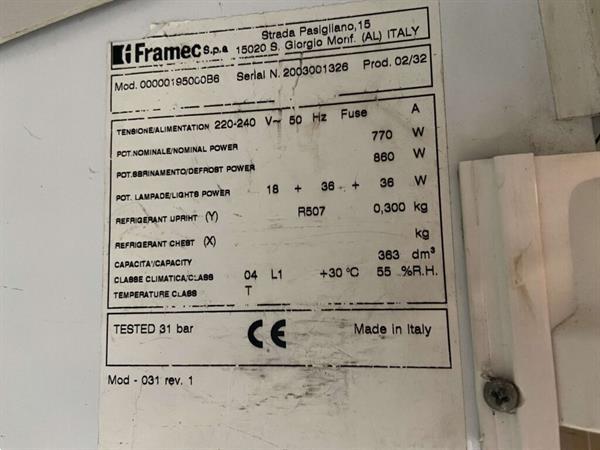 Framec S.p.a Strada Pasigliano, 15
15020 S. Giorgio Monf. (AL) ITALY
Mod. 00000195000B6 Serial N. 2003001326 Prod. 02/32
TENSIONE/ALIMENTATION 220-240 V~ 50 Hz Fuse A
POT.NOMINALE/NOMINAL POWER 770 W
POT.SBRINAMENTO/DEFROST POWER 860 W
POT. LAMPADE/LIGHTS POWER 18 + 36 + 36 W
REFRIGERANT UPRIHT (Y) R507 0,300 kg
REFRIGERANT CHEST (X) kg
CAPACITA'/CAPACITY 363 dm³
CLASSE CLIMATICA/CLASS 04 L1 +30 °C 55 %R.H.
TEMPERATURE CLASS T
TESTED 31 bar CE Made in Italy
Mod - 031 rev. 1